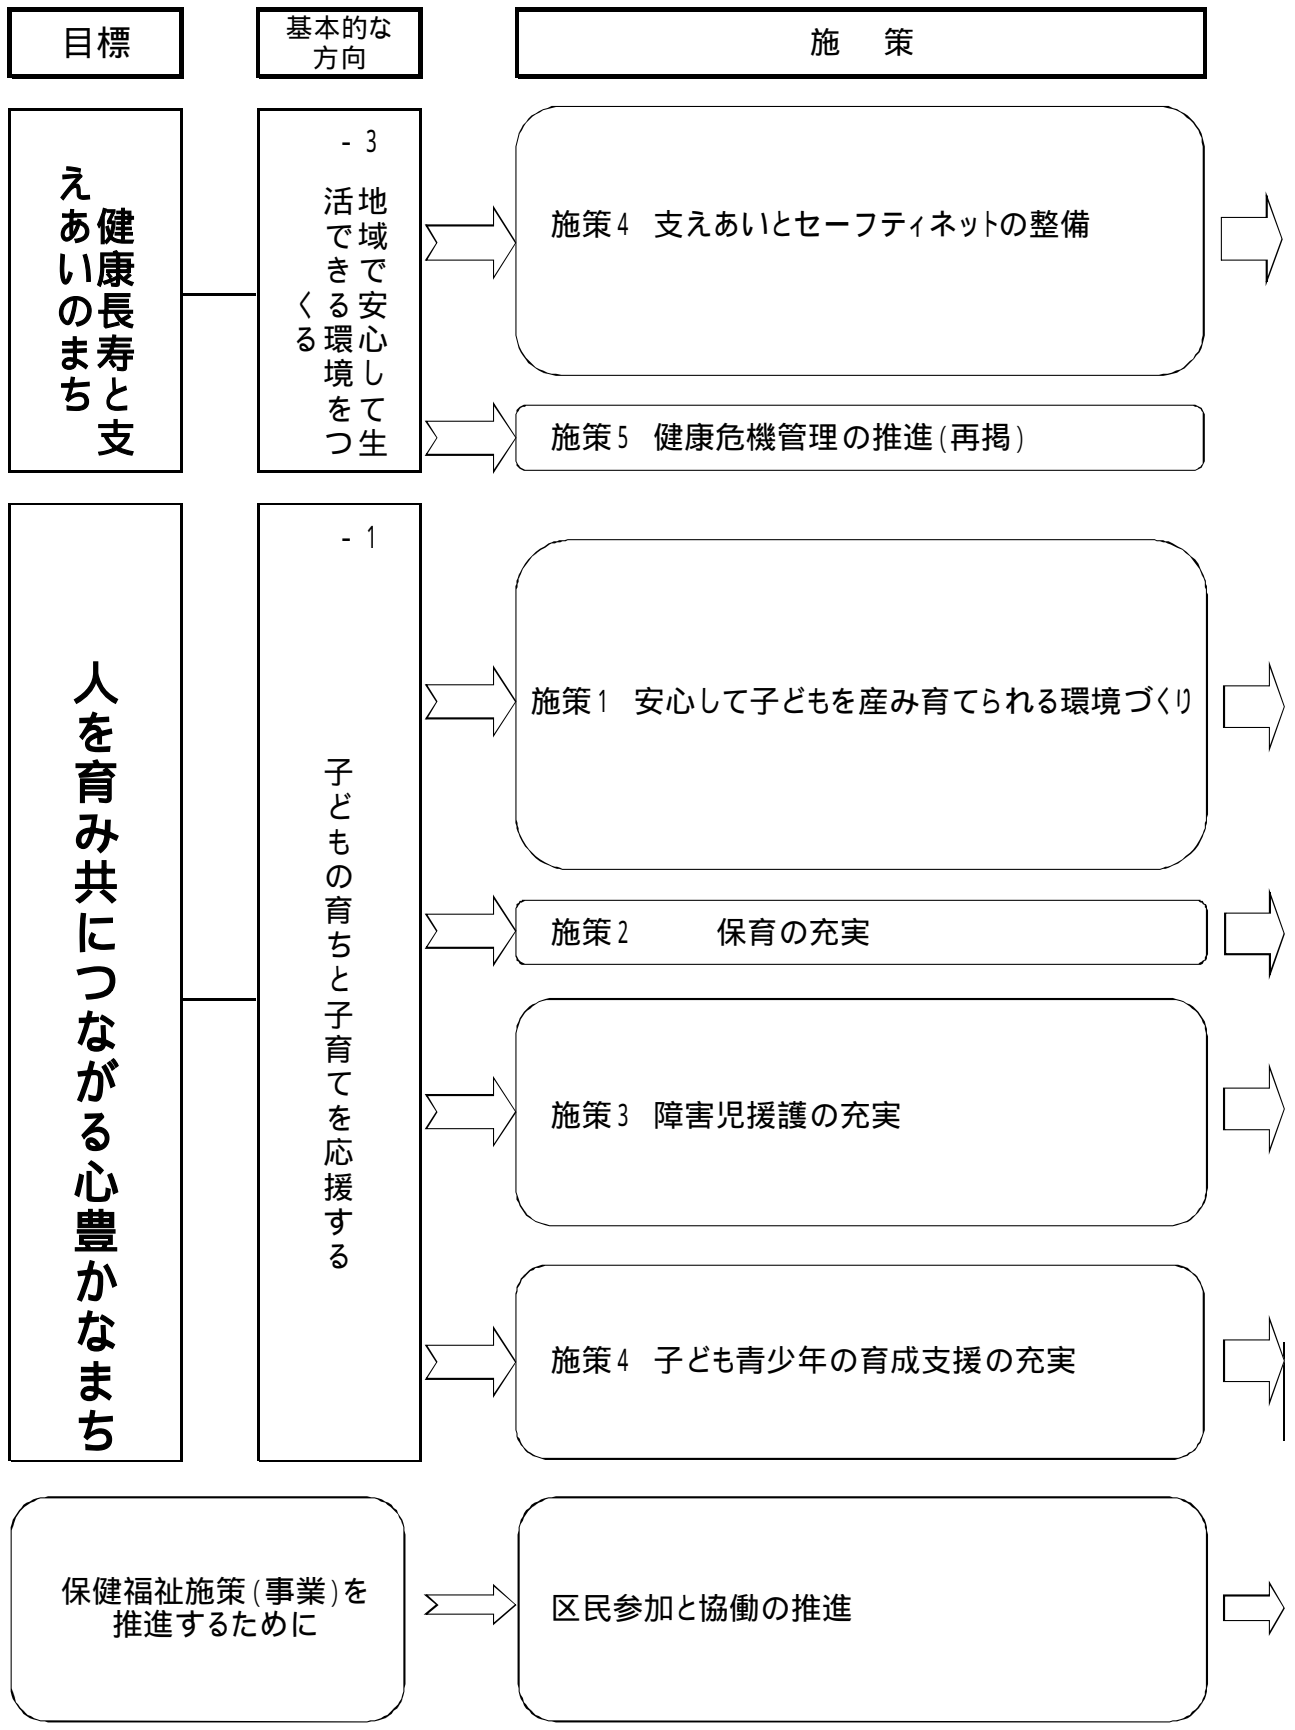 目標
基本的な
方向
施 策
健康長寿と支
えあいのまち
- 3
地域で安心して生
活できる環境をつ
くる
施策4 支えあいとセーフティネットの整備
施策5 健康危機管理の推進(再掲)
人を育み共につながる心豊かなまち
- 1
子どもの育ちと子育てを応援する
施策1 安心して子どもを産み育てられる環境づくり
施策2 保育の充実
施策3 障害児援護の充実
施策4 子ども青少年の育成支援の充実
保健福祉施策(事業)を
推進するために
区民参加と協働の推進